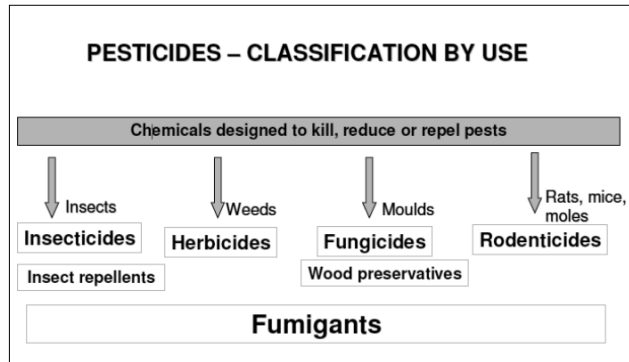 PESTICIDES – CLASSIFICATION BY USE
Chemicals designed to kill, reduce or repel pests
Insects
Weeds
Moulds
Rats, mice,
moles
Insecticides
Herbicides
Fungicides
Rodenticides
Insect repellents
Wood preservatives
Fumigants